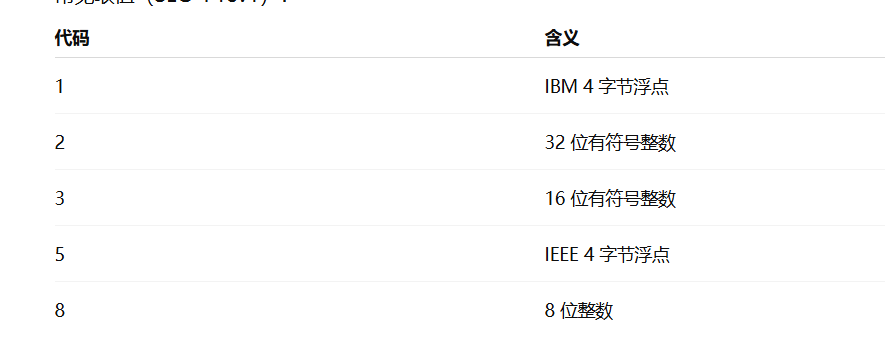 代码 含义
1 IBM 4 字节浮点
2 32 位有符号整数
3 16 位有符号整数
5 IEEE 4 字节浮点
8 8 位整数